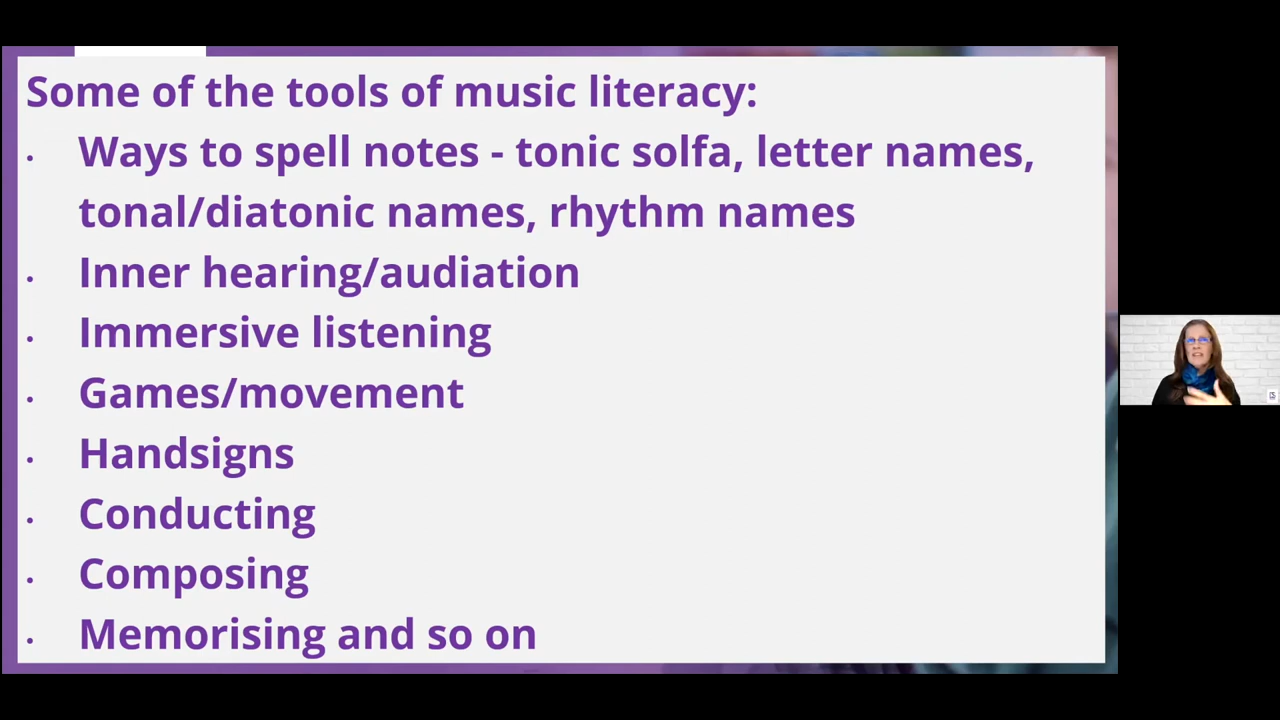 Some of the tools of music literacy:
· Ways to spell notes - tonic solfa, letter names,
tonal/diatonic names, rhythm names
· Inner hearing/audiation
· Immersive listening
· Games/movement
· Handsigns
· Conducting
· Composing
· Memorising and so on